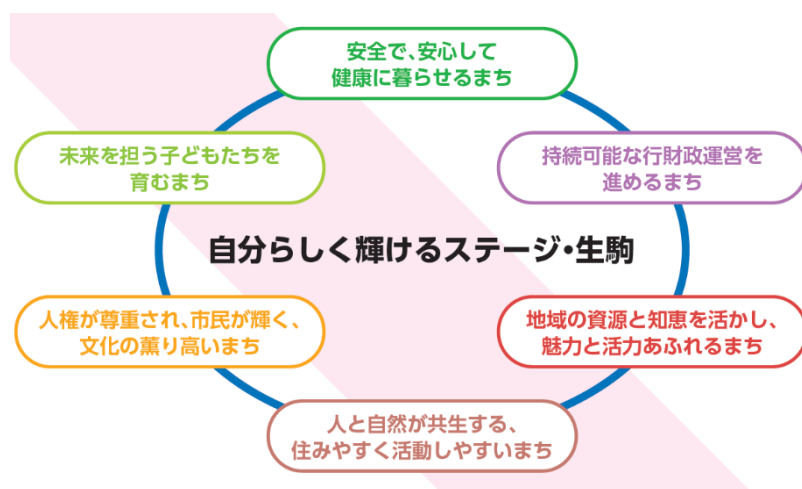 安全で、安心して
健康に暮らせるまち
未来を担う子どもたちを
育むまち
持続可能な行財政運営を
進めるまち
自分らしく輝けるステージ・生駒
人権が尊重され、市民が輝く、
文化の薫り高いまち
地域の資源と知恵を活かし、
魅力と活力あふれるまち
人と自然が共生する、
住みやすく活動しやすいまち